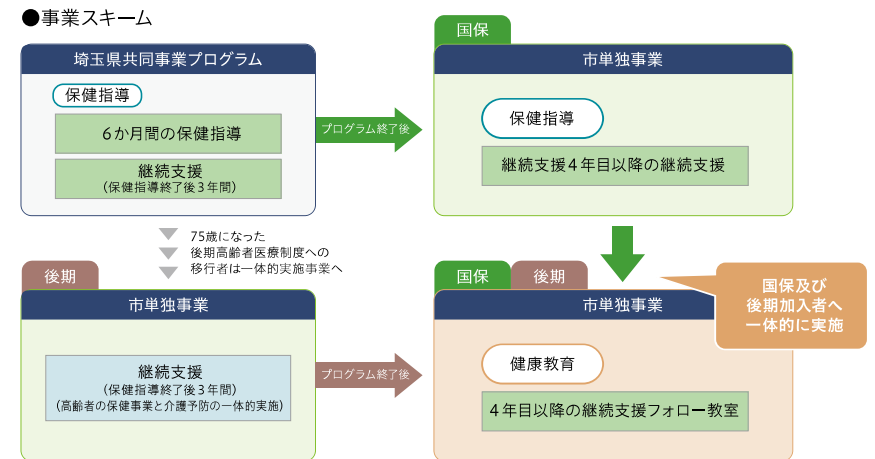 ●事業スキーム
埼玉県共同事業プログラム
保健指導
6か月間の保健指導
継続支援
(保健指導終了後3年間)
プログラム終了後
国保
市単独事業
保健指導
継続支援4年目以降の継続支援
75歳になった
後期高齢者医療制度への
移行者は一体的実施事業へ
後期
市単独事業
継続支援
(保健指導終了後3年間)
(高齢者の保健事業と介護予防の一体的実施)
プログラム終了後
国保
後期
市単独事業
健康教育
4年目以降の継続支援フォロー教室
国保及び
後期加入者へ
一体的に実施